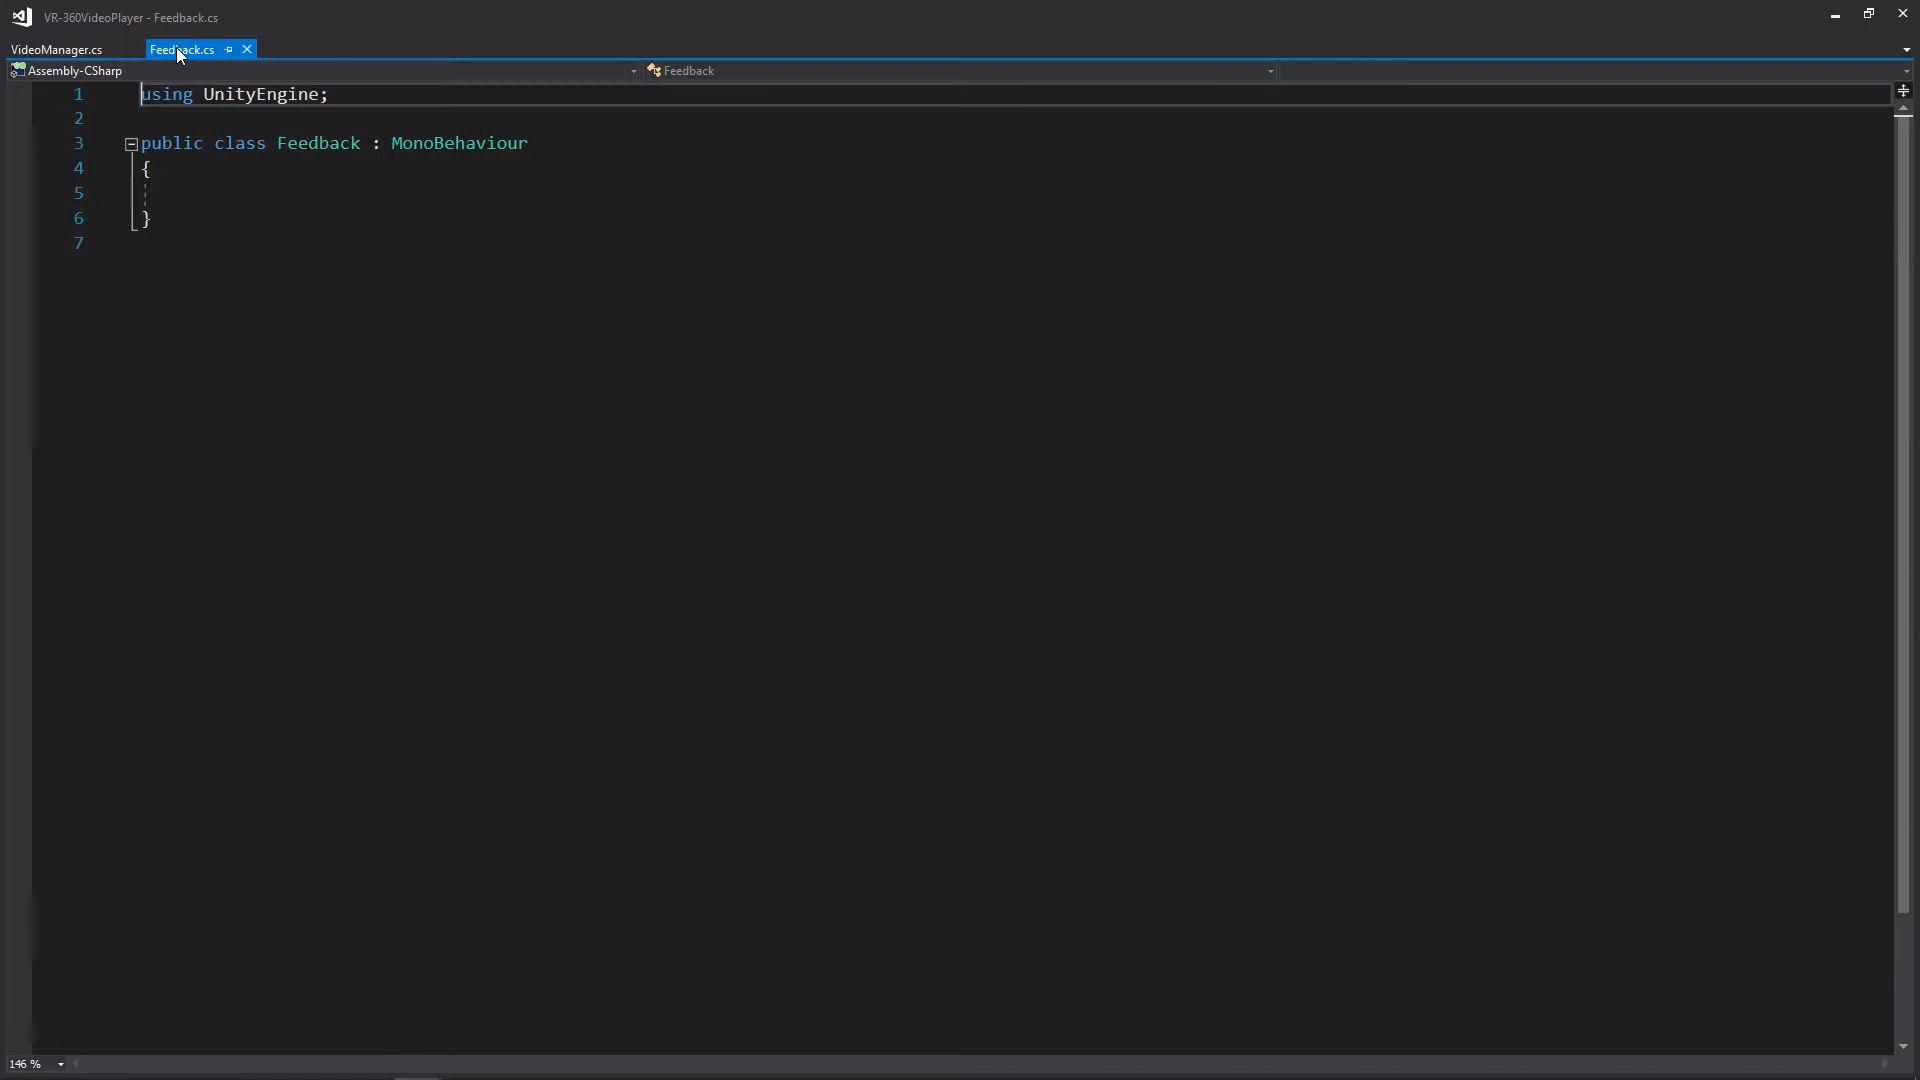 VR-360VideoPlayer - Feedback.cs
VideoManager.cs Feedback.cs
Assembly-CSharp Feedback
1 using UnityEngine;
2
3 public class Feedback : MonoBehaviour
4 {
5
6 }
7
146 %